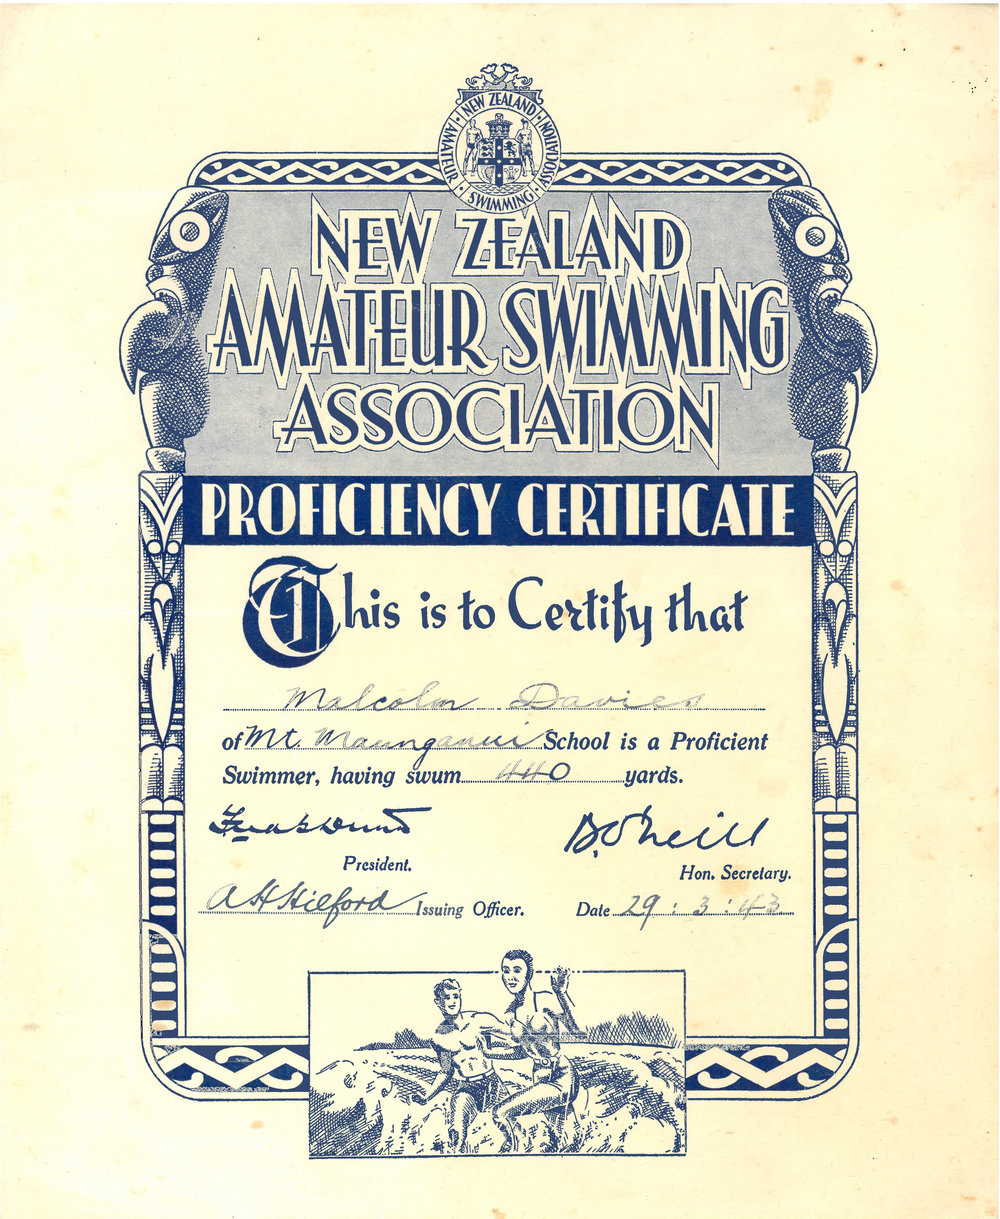 NEW ZEALAND
AMATEUR SWIMMING ASSOCIATION
NEW ZEALAND
AMATEUR SWIMMING
ASSOCIATION
PROFICIENCY CERTIFICATE
This is to Certify that
Malcolm Davies
of Mt. Maunganui School is a Proficient
Swimmer, having swum 440 yards.
D. O'Neill
President.
Hon. Secretary.
A H Hilford Issuing Officer. Date 29 : 3 : 43